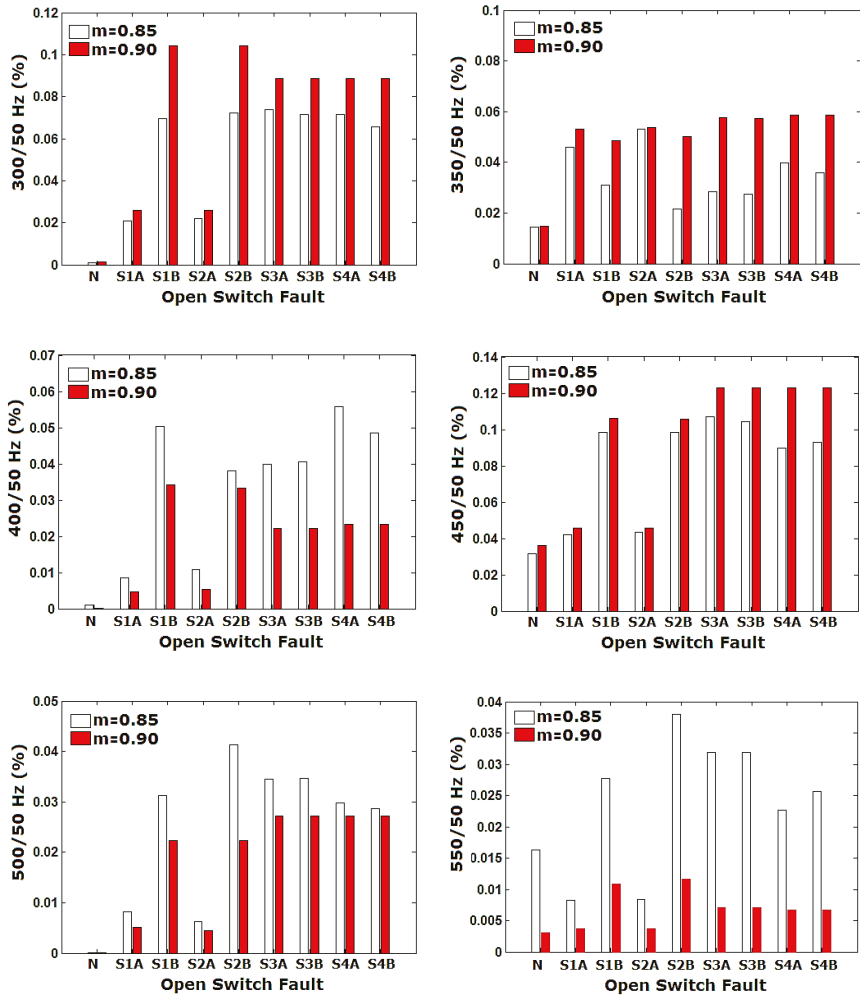 0.12
0.1
0.08
0.06
0.04
0.02
0
300/50 Hz (%)
m=0.85
m=0.90
N S1A S1B S2A S2B S3A S3B S4A S4B
Open Switch Fault
0.1
0.08
0.06
0.04
0.02
0
350/50 Hz (%)
m=0.85
m=0.90
N S1A S1B S2A S2B S3A S3B S4A S4B
Open Switch Fault
0.07
0.06
0.05
0.04
0.03
0.02
0.01
0
400/50 Hz (%)
m=0.85
m=0.90
N S1A S1B S2A S2B S3A S3B S4A S4B
Open Switch Fault
0.14
0.12
0.1
0.08
0.06
0.04
0.02
0
450/50 Hz (%)
m=0.85
m=0.90
N S1A S1B S2A S2B S3A S3B S4A S4B
Open Switch Fault
0.05
0.04
0.03
0.02
0.01
0
500/50 Hz (%)
m=0.85
m=0.90
N S1A S1B S2A S2B S3A S3B S4A S4B
Open Switch Fault
0.04
0.035
0.03
0.025
0.02
0.015
0.01
0.005
0
550/50 Hz (%)
m=0.85
m=0.90
N S1A S1B S2A S2B S3A S3B S4A S4B
Open Switch Fault